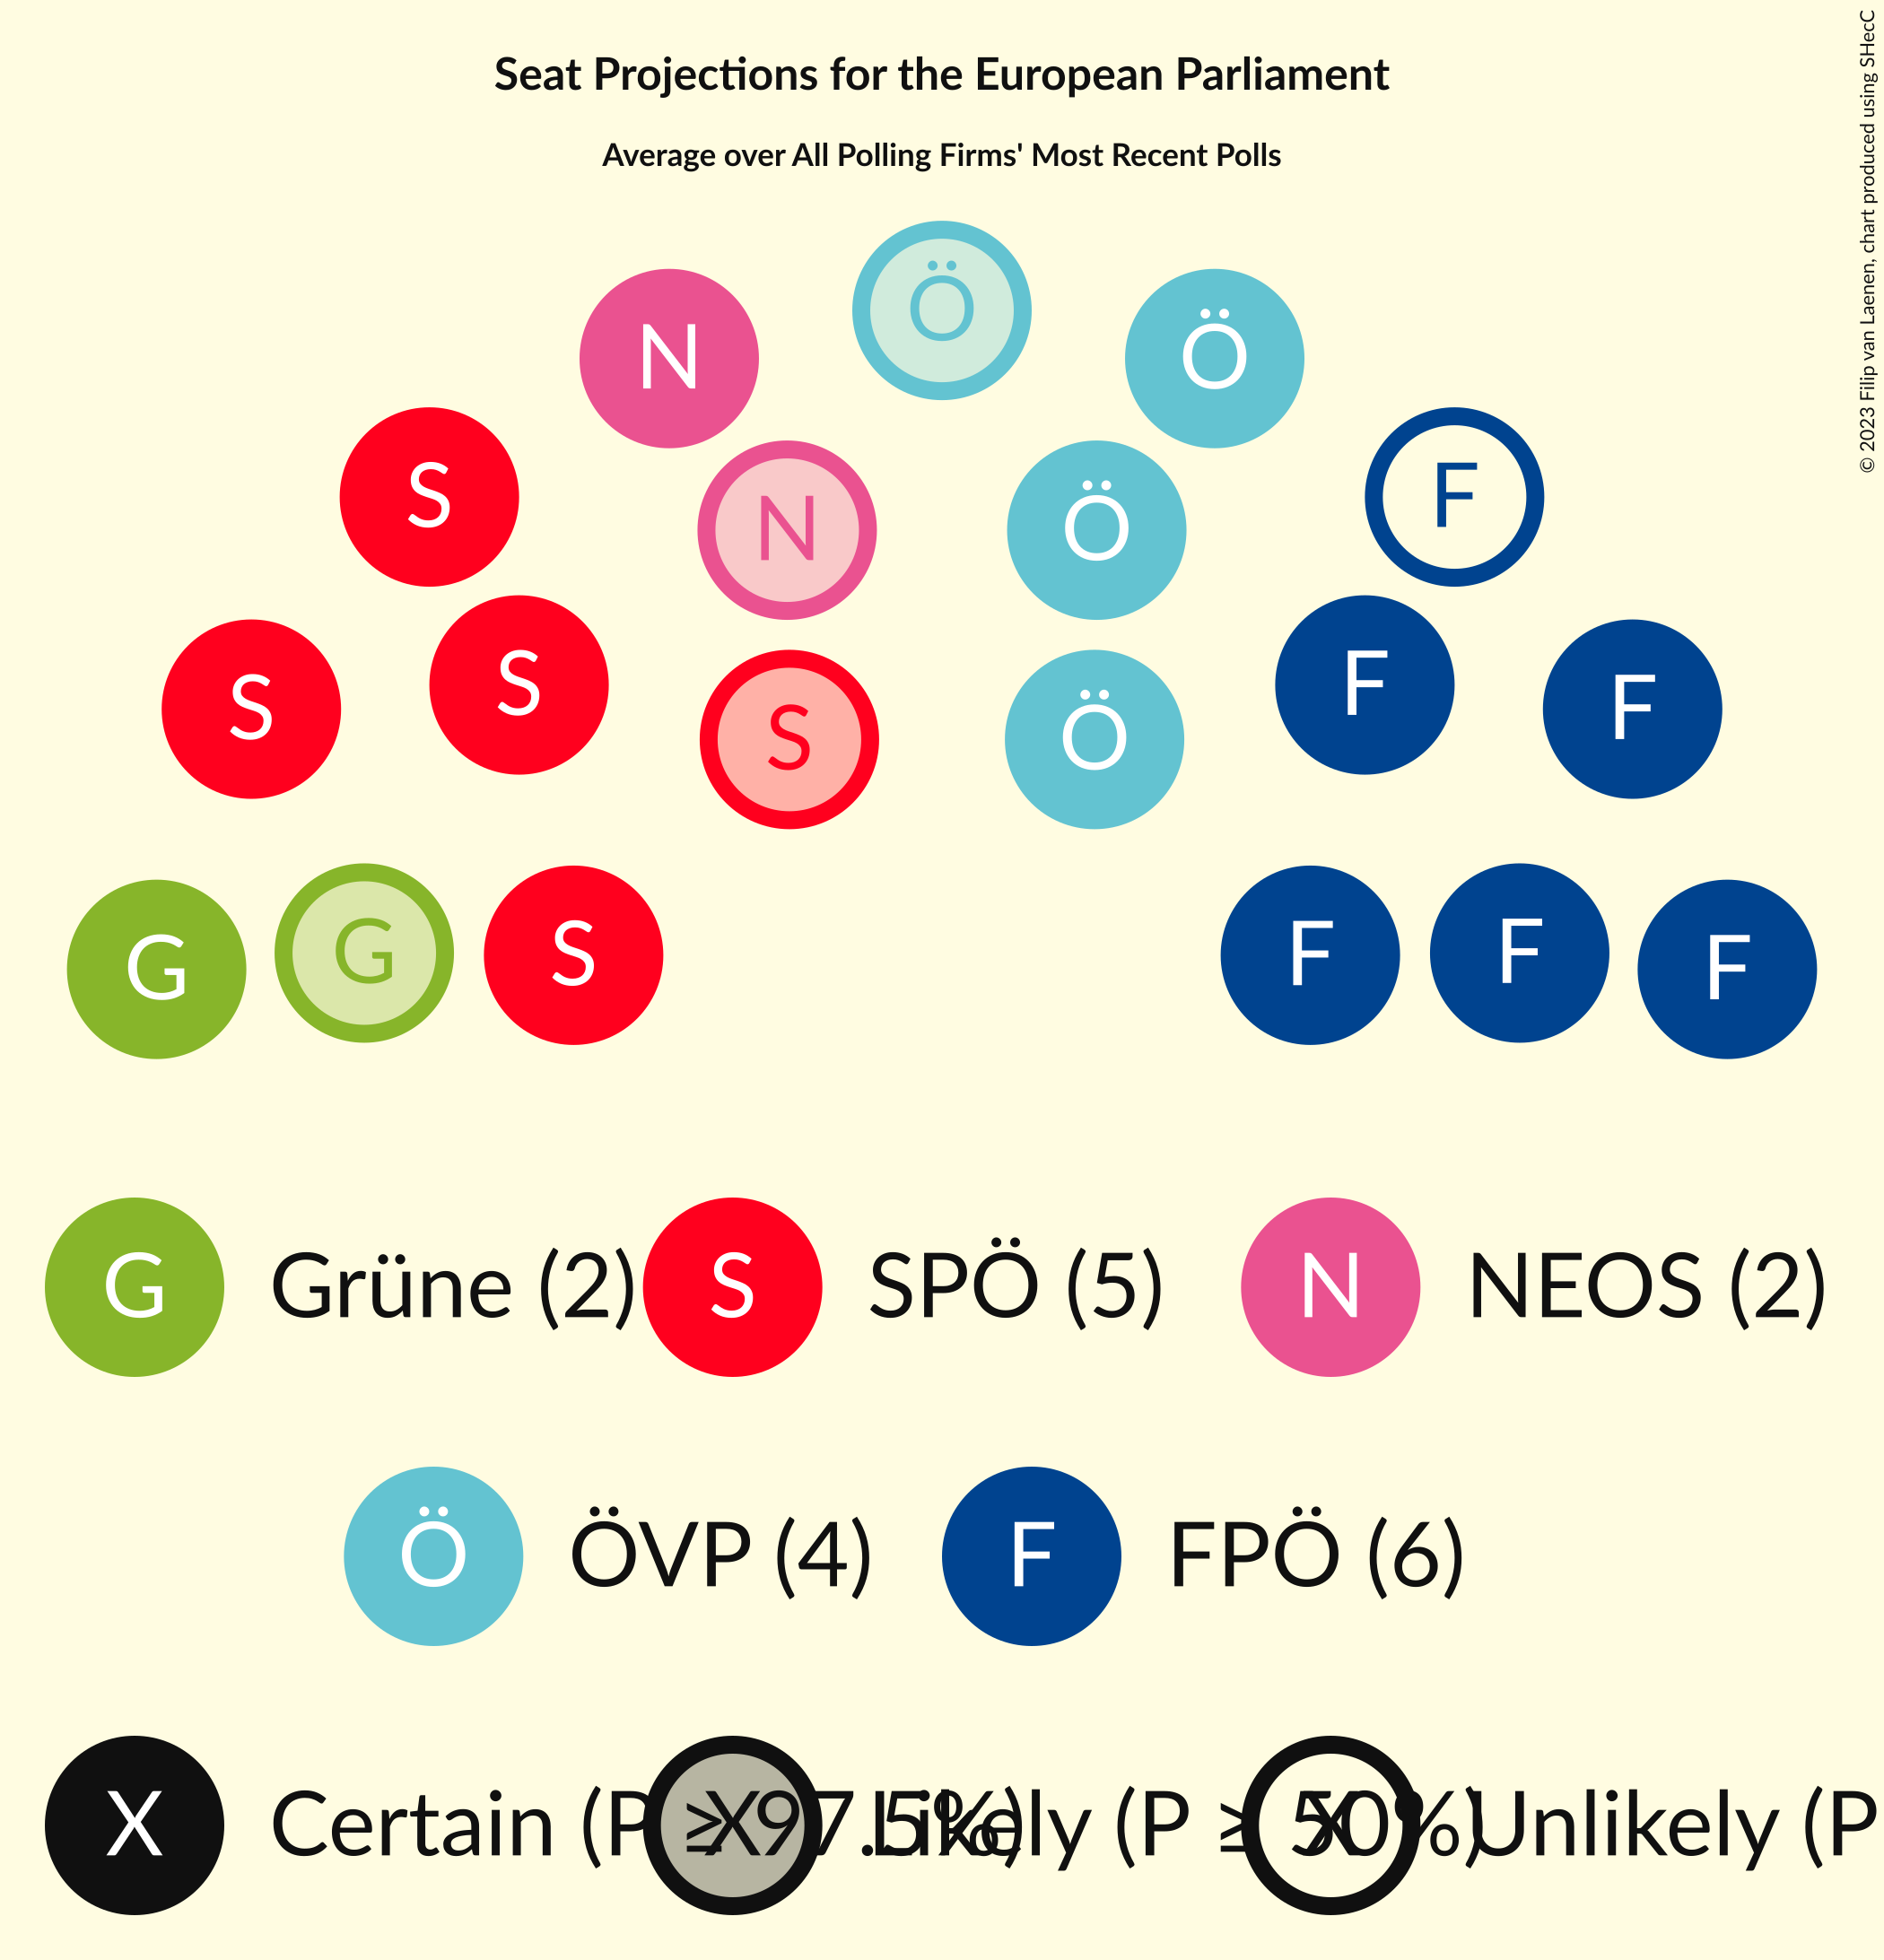 Seat Projections for the European Parliament
Average over All Polling Firms' Most Recent Polls
© 2023 Filip van Laenen, chart produced using SHecC
Ö
N Ö
S F
N Ö
S S F F
S Ö
G G S F F F
G Grüne (2) S SPÖ (5) N NEOS (2)
Ö ÖVP (4) F FPÖ (6)
X Certain (P ≥ 97.5%) X Likely (P ≥ 50%) X Unlikely (P